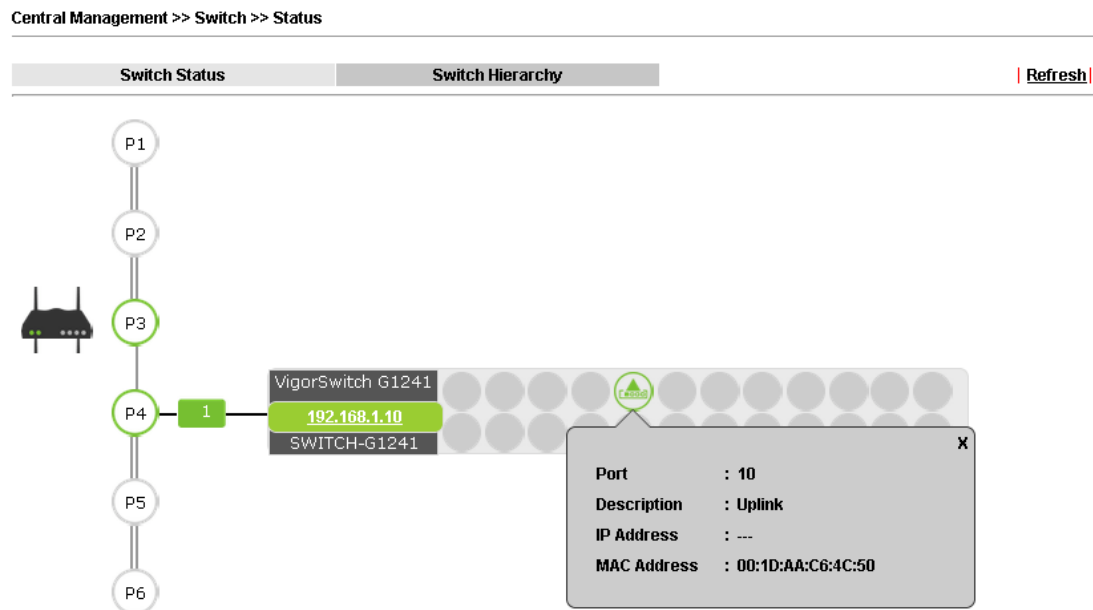 Central Management >> Switch >> Status
Switch Status
Switch Hierarchy
| Refresh |
P1
P2
P3
P4
1
VigorSwitch G1241
192.168.1.10
SWITCH-G1241
X
Port : 10
Description : Uplink
IP Address : ---
MAC Address : 00:1D:AA:C6:4C:50
P5
P6